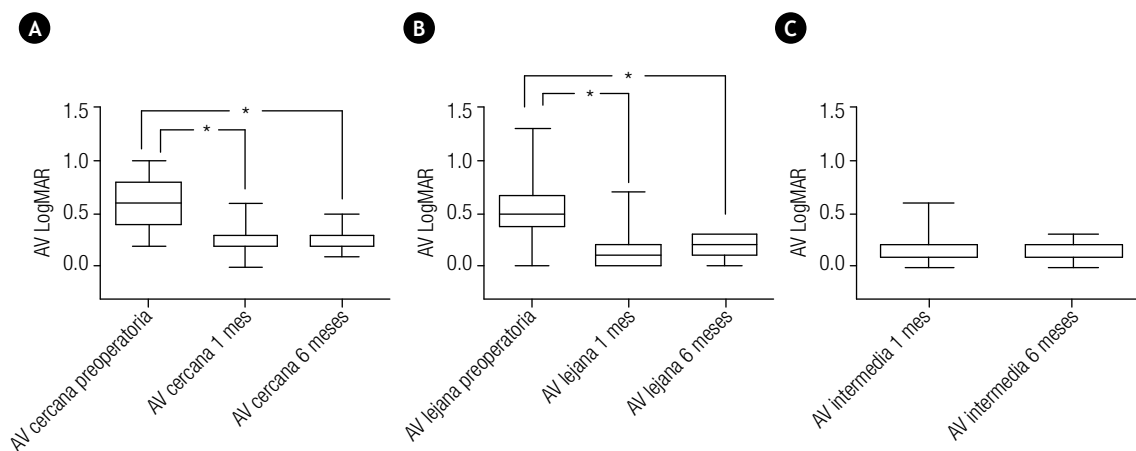 A
AV LogMAR
1.5
1.0
0.5
0.0
*
*
AV cercana preoperatoria
AV cercana 1 mes
AV cercana 6 meses
B
AV LogMAR
1.5
1.0
0.5
0.0
*
*
AV lejana preoperatoria
AV lejana 1 mes
AV lejana 6 meses
C
AV LogMAR
1.5
1.0
0.5
0.0
AV intermedia 1 mes
AV intermedia 6 meses